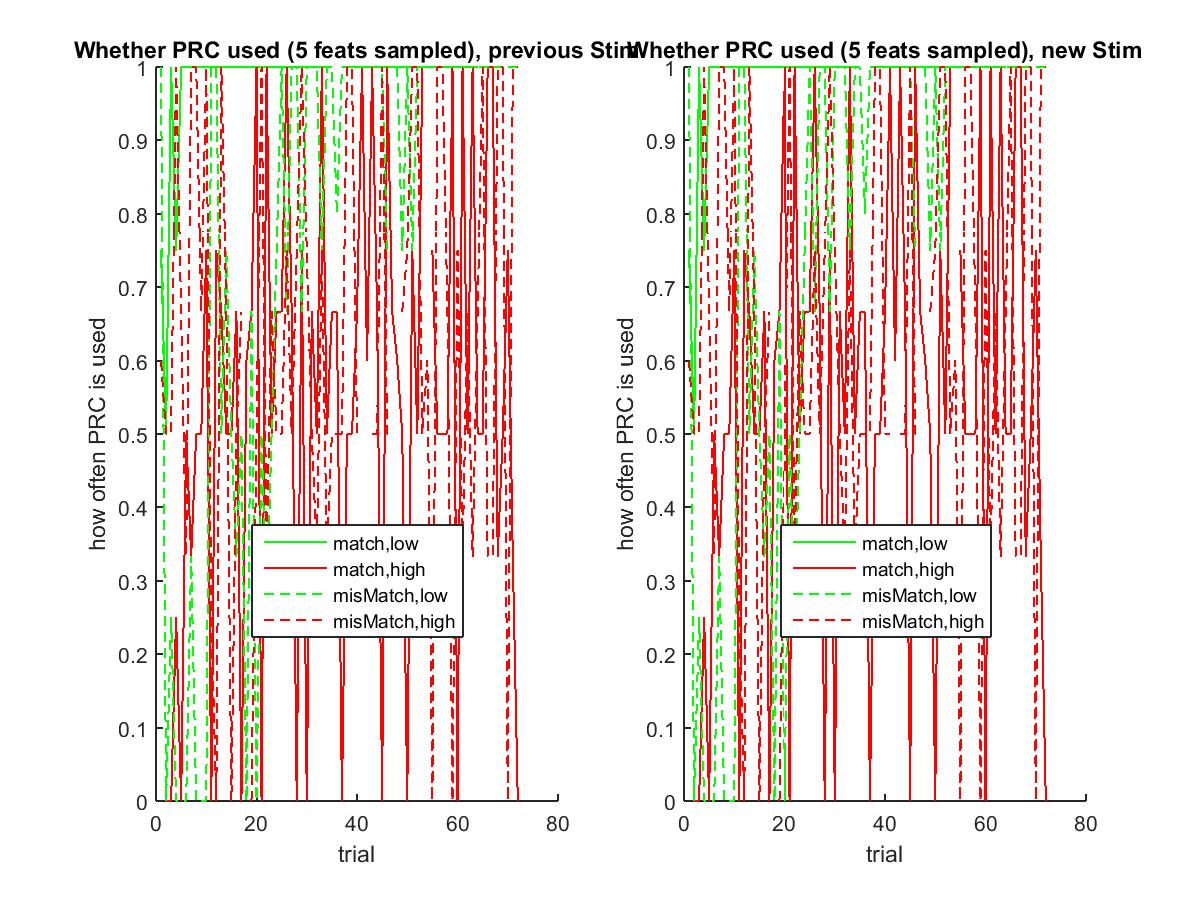 Whether PRC used (5 feats sampled), previous Stim
Whether PRC used (5 feats sampled), new Stim
1
0.9
0.8
0.7
0.6
0.5
0.4
0.3
0.2
0.1
0
how often PRC is used
match,low
match,high
misMatch,low
misMatch,high
0
20
40
60
80
trial
1
0.9
0.8
0.7
0.6
0.5
0.4
0.3
0.2
0.1
0
how often PRC is used
match,low
match,high
misMatch,low
misMatch,high
0
20
40
60
80
trial